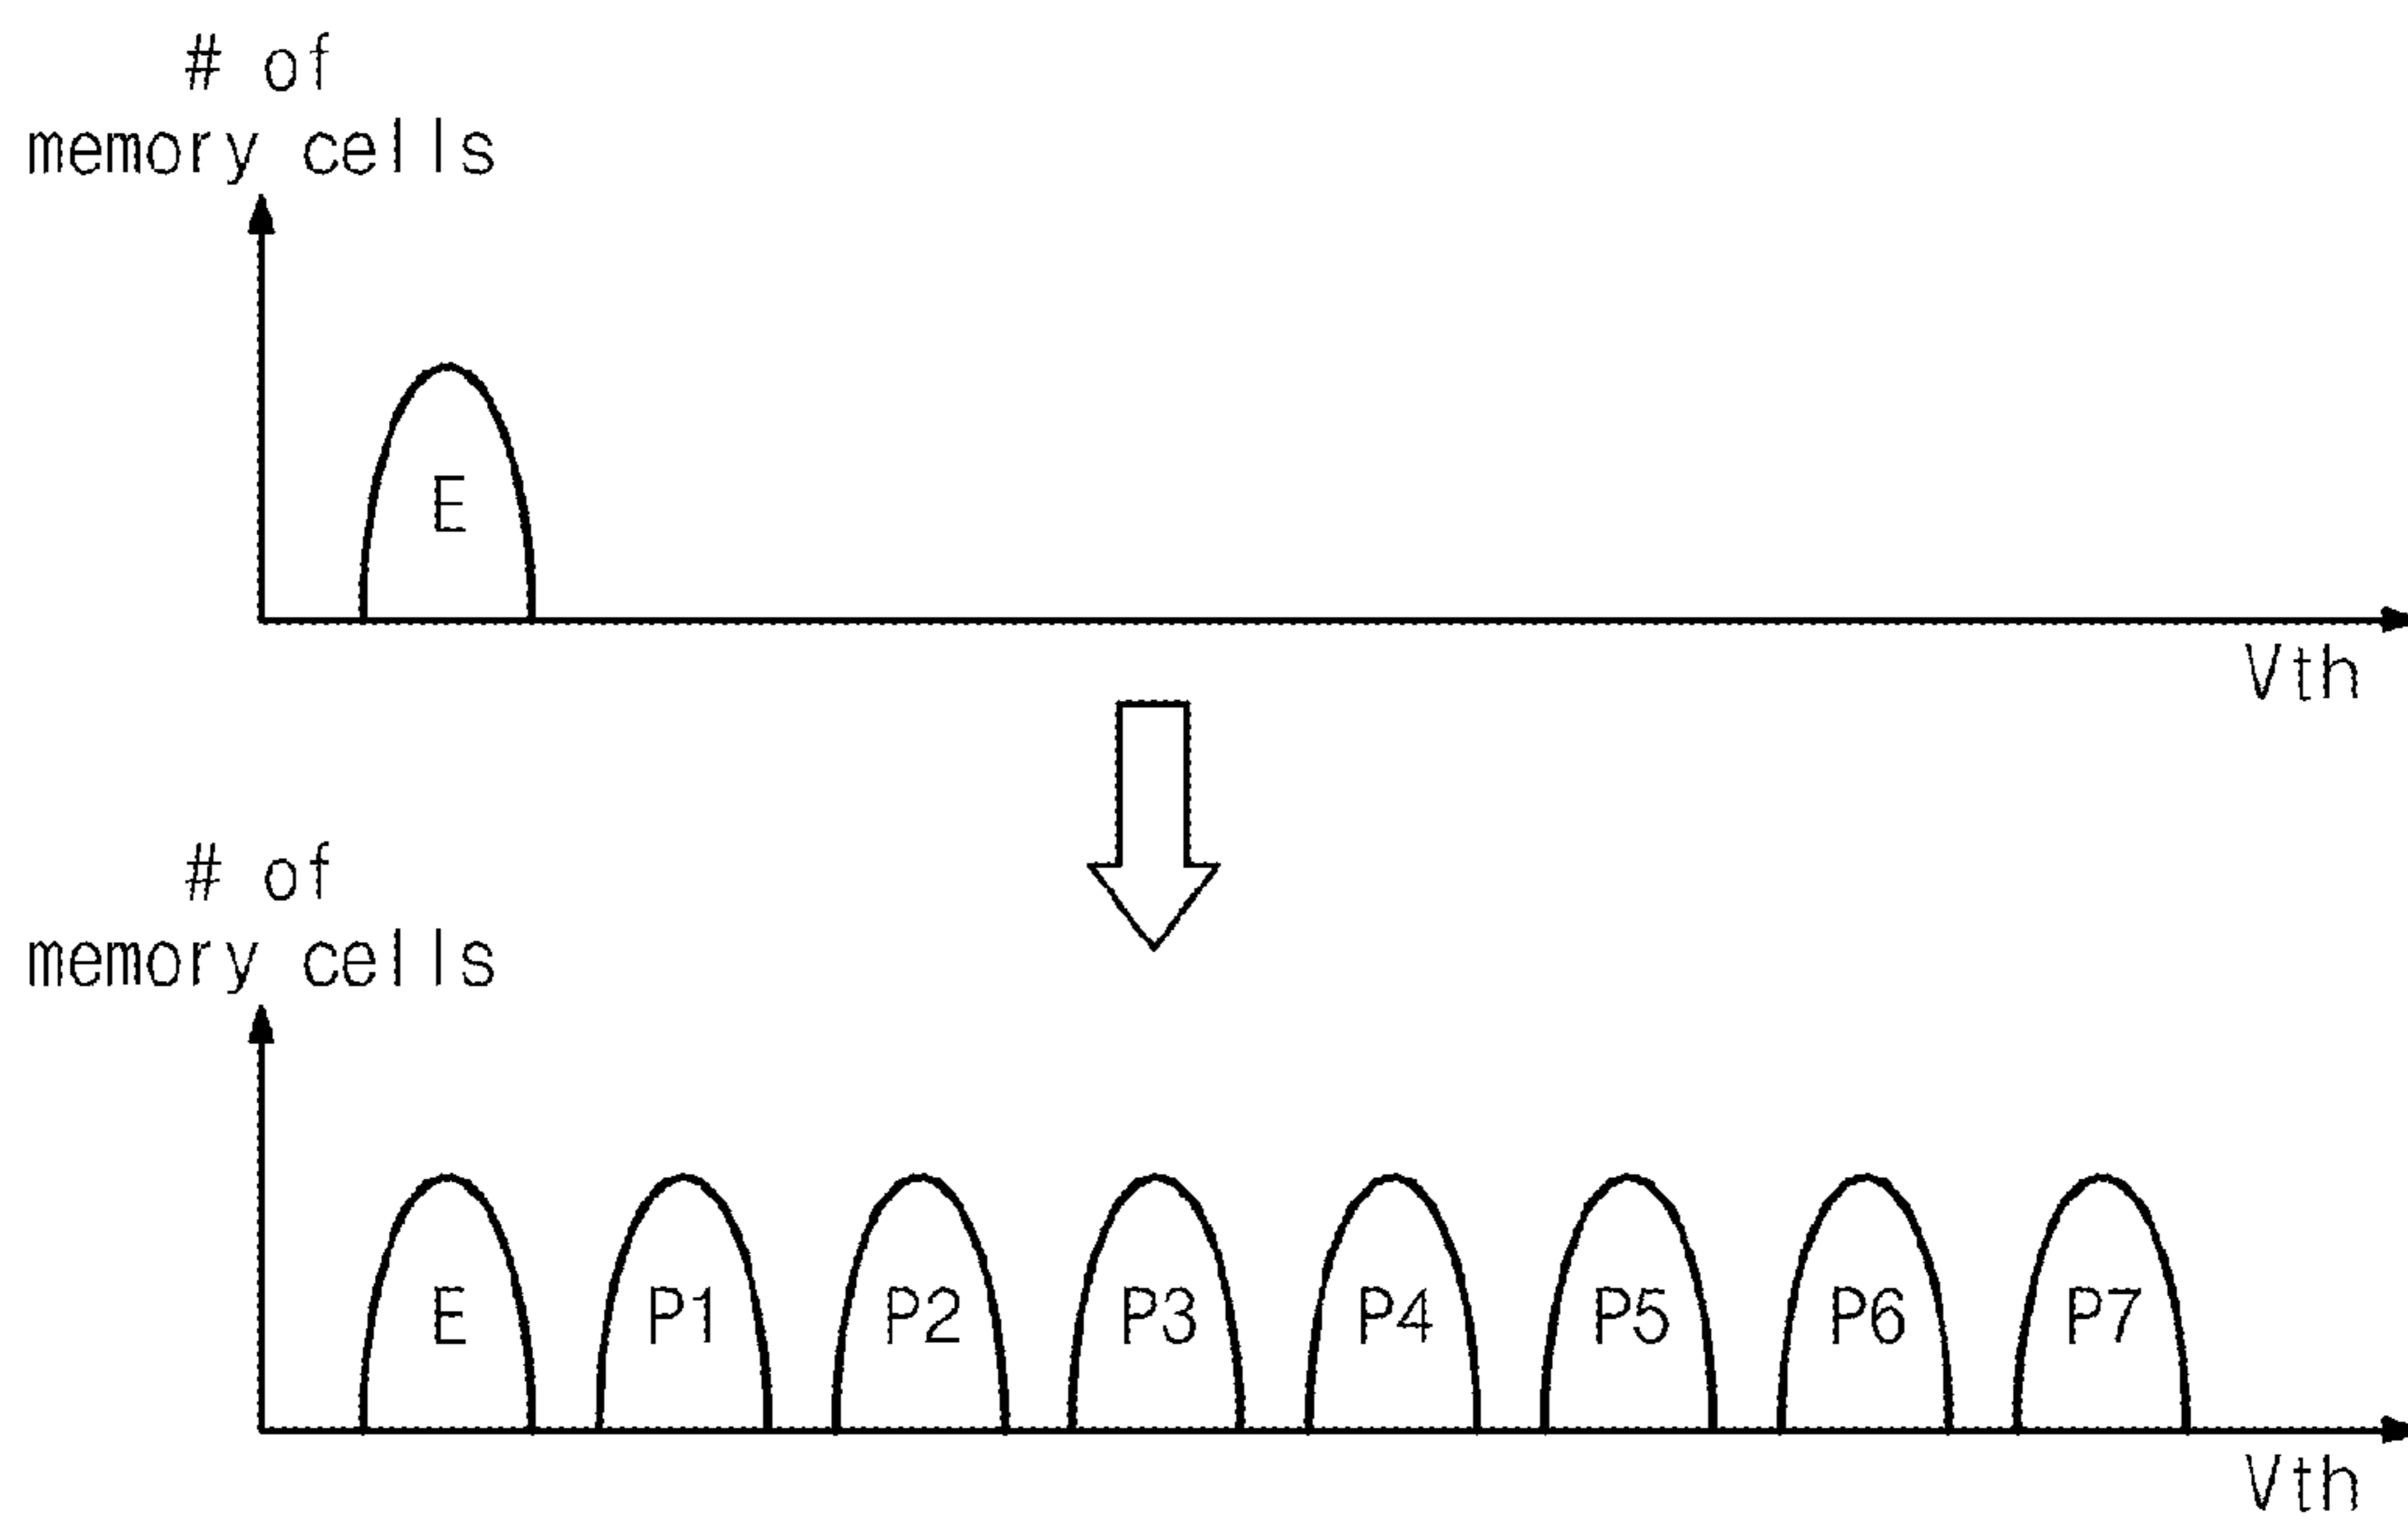 # of
memory cells
E
Vth
# of
memory cells
E P1 P2 P3 P4 P5 P6 P7
Vth